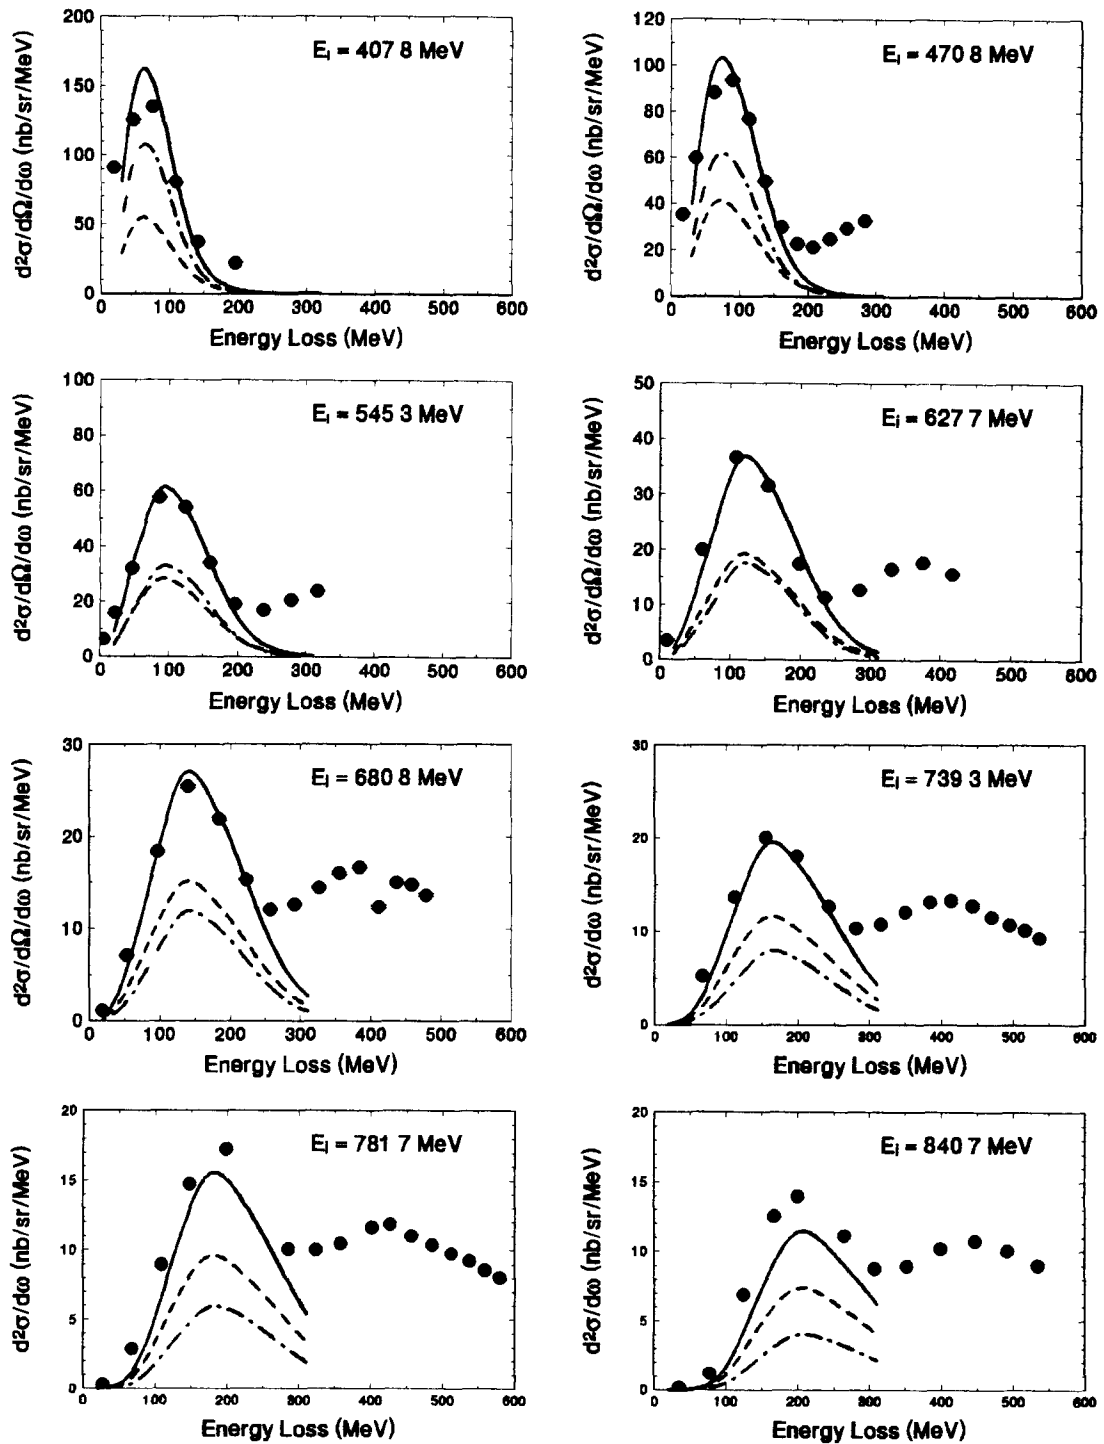 E_i = 407 8 MeV
d²σ/dΩ/dω (nb/sr/MeV)
200
150
100
50
0
0 100 200 300 400 500 600
Energy Loss (MeV)
E_i = 470 8 MeV
d²σ/dΩ/dω (nb/sr/MeV)
120
100
80
60
40
20
0
0 100 200 300 400 500 600
Energy Loss (MeV)
E_i = 545 3 MeV
d²σ/dΩ/dω (nb/sr/MeV)
100
80
60
40
20
0
0 100 200 300 400 500 600
Energy Loss (MeV)
E_i = 627 7 MeV
d²σ/dΩ/dω (nb/sr/MeV)
50
40
30
20
10
0
0 100 200 300 400 500 600
Energy Loss (MeV)
E_i = 680 8 MeV
d²σ/dΩ/dω (nb/sr/MeV)
30
20
10
0
0 100 200 300 400 500 600
Energy Loss (MeV)
E_i = 739 3 MeV
d²σ/dω (nb/sr/MeV)
30
20
10
0
0 100 200 300 400 500 600
Energy Loss (MeV)
E_i = 781 7 MeV
d²σ/dω (nb/sr/MeV)
20
15
10
5
0
0 100 200 300 400 500 600
Energy Loss (MeV)
E_i = 840 7 MeV
d²σ/dω (nb/sr/MeV)
20
15
10
5
0
0 100 200 300 400 500 600
Energy Loss (MeV)